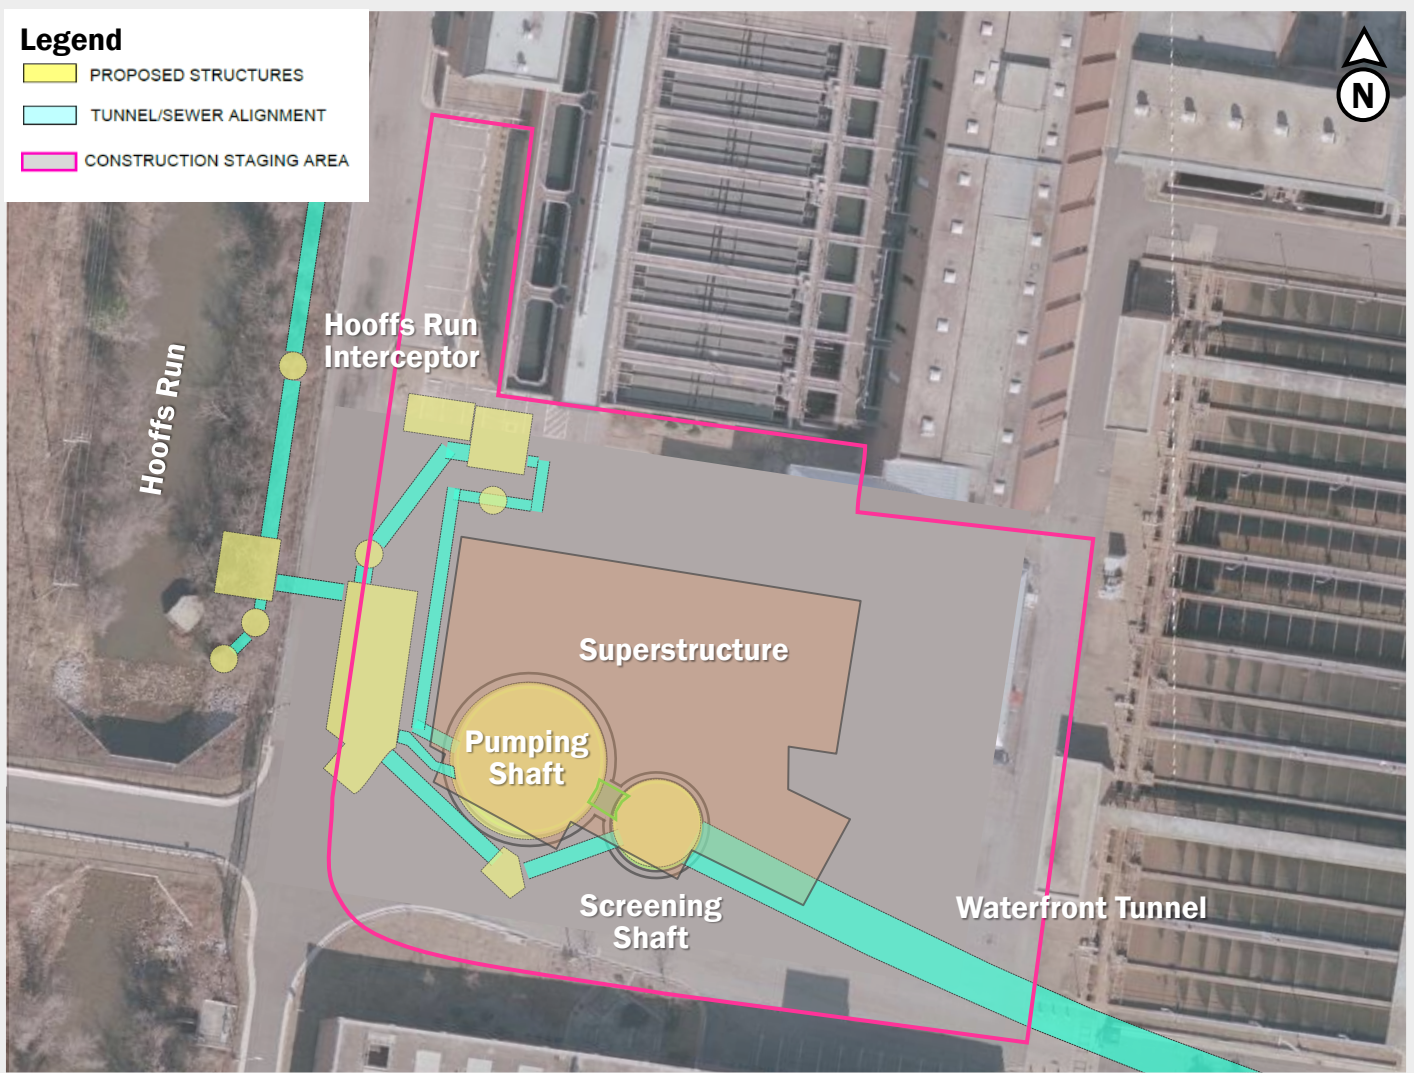 Legend
PROPOSED STRUCTURES
TUNNEL/SEWER ALIGNMENT
CONSTRUCTION STAGING AREA
N
Hooffs Run
Interceptor
Hooffs Run
Superstructure
Pumping
Shaft
Screening
Shaft
Waterfront Tunnel